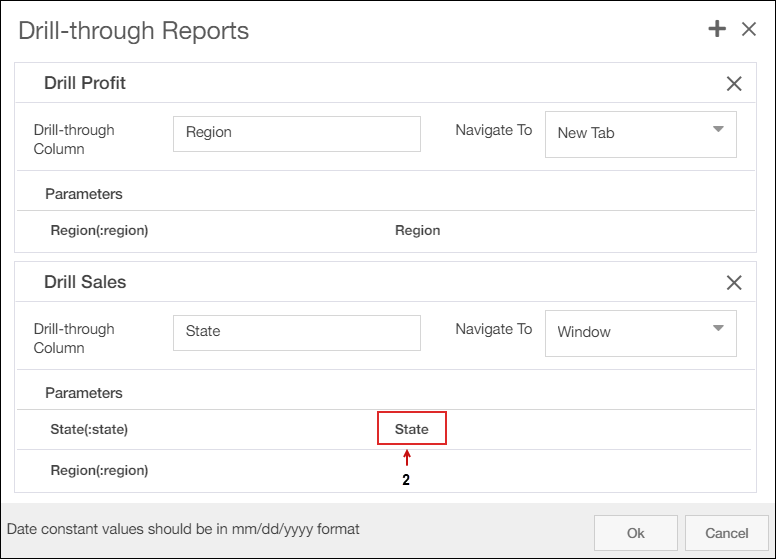 Drill-through Reports
Drill Profit
Drill-through Column
Region
Navigate To
New Tab
Parameters
Region(:region)
Region
Drill Sales
Drill-through Column
State
Navigate To
Window
Parameters
State(:state)
State
2
Region(:region)
Date constant values should be in mm/dd/yyyy format
Ok
Cancel